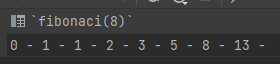 `fibonaci(8)`
0 - 1 - 1 - 2 - 3 - 5 - 8 - 13 -